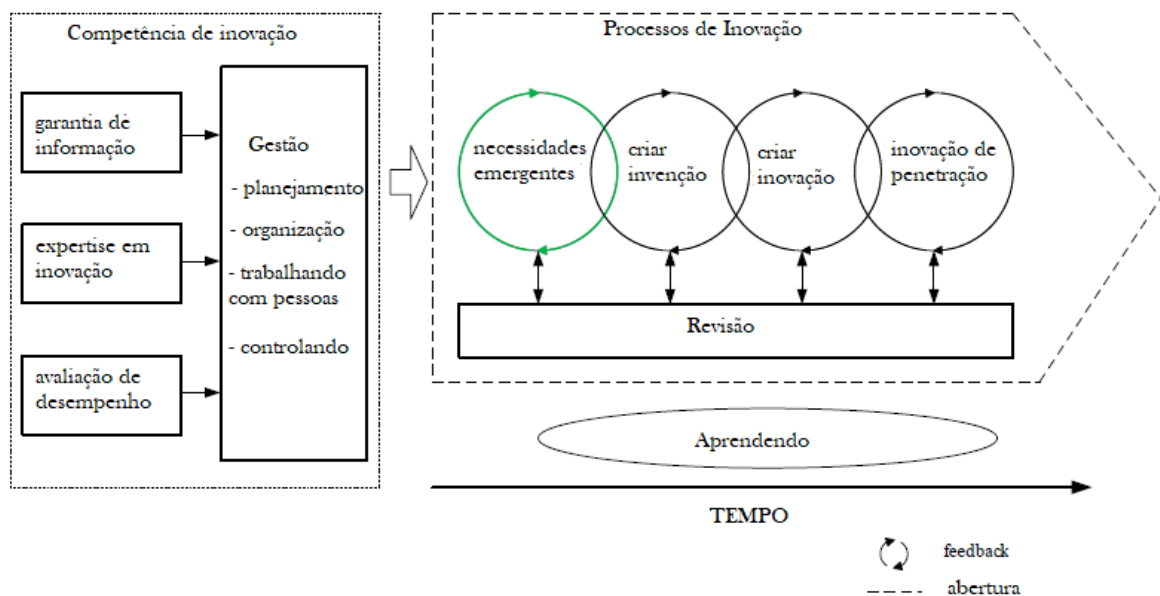 Competência de inovação
garantia de
informação
expertise em
inovação
avaliação de
desempenho
Gestão
- planejamento
- organização
- trabalhando
com pessoas
- controlando
Processos de Inovação
necessidades
emergentes
criar
invenção
criar
inovação
inovação de
penetração
Revisão
Aprendendo
TEMPO
feedback
abertura